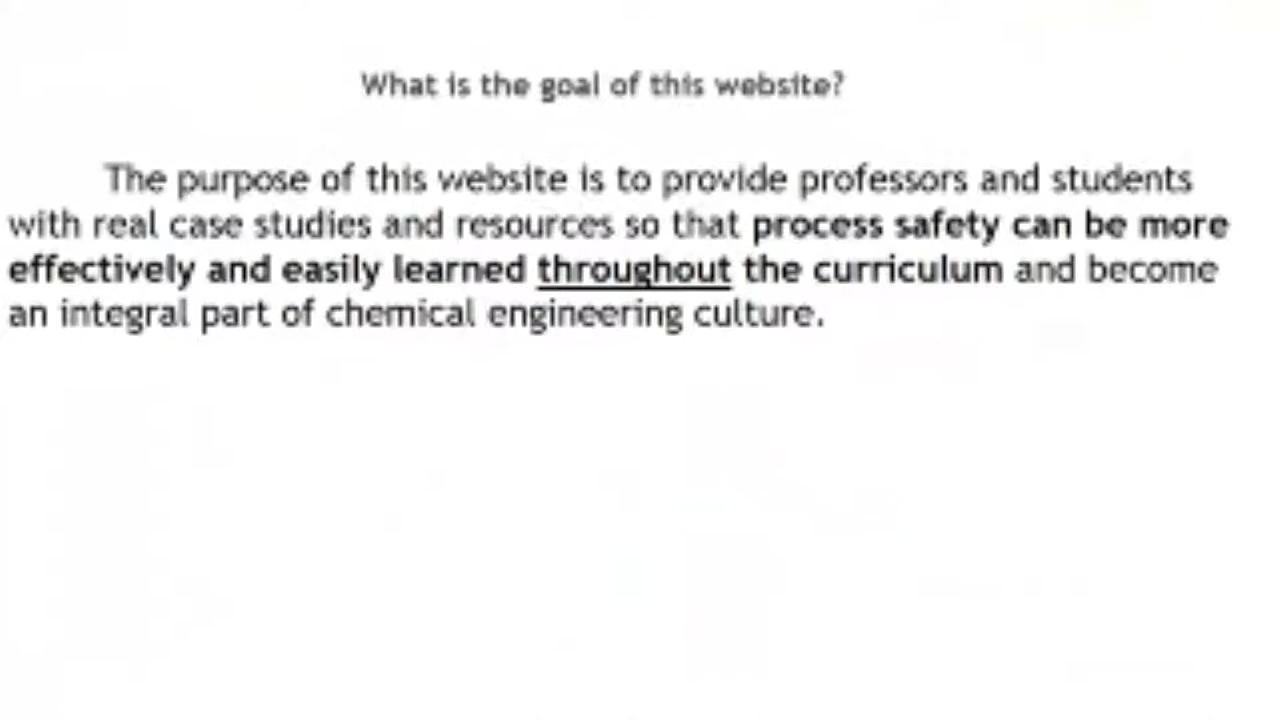 What is the goal of this website?
The purpose of this website is to provide professors and students
with real case studies and resources so that process safety can be more
effectively and easily learned throughout the curriculum and become
an integral part of chemical engineering culture.